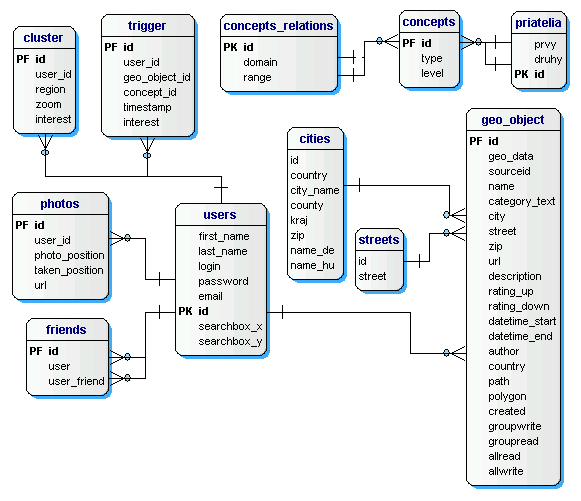 cluster
PF id
user_id
region
zoom
interest
trigger
PF id
user_id
geo_object_id
concept_id
timestamp
interest
concepts_relations
PK id
domain
range
concepts
PF id
type
level
priatelia
prvy
druhy
PK id
photos
PF id
user_id
photo_position
taken_position
url
friends
PF id
user
user_friend
users
first_name
last_name
login
password
email
PK id
searchbox_x
searchbox_y
cities
id
country
city_name
county
kraj
zip
name_de
name_hu
streets
id
street
geo_object
PF id
geo_data
sourceid
name
category_text
city
street
zip
url
description
rating_up
rating_down
datetime_start
datetime_end
author
country
path
polygon
created
groupwrite
groupread
allread
allwrite